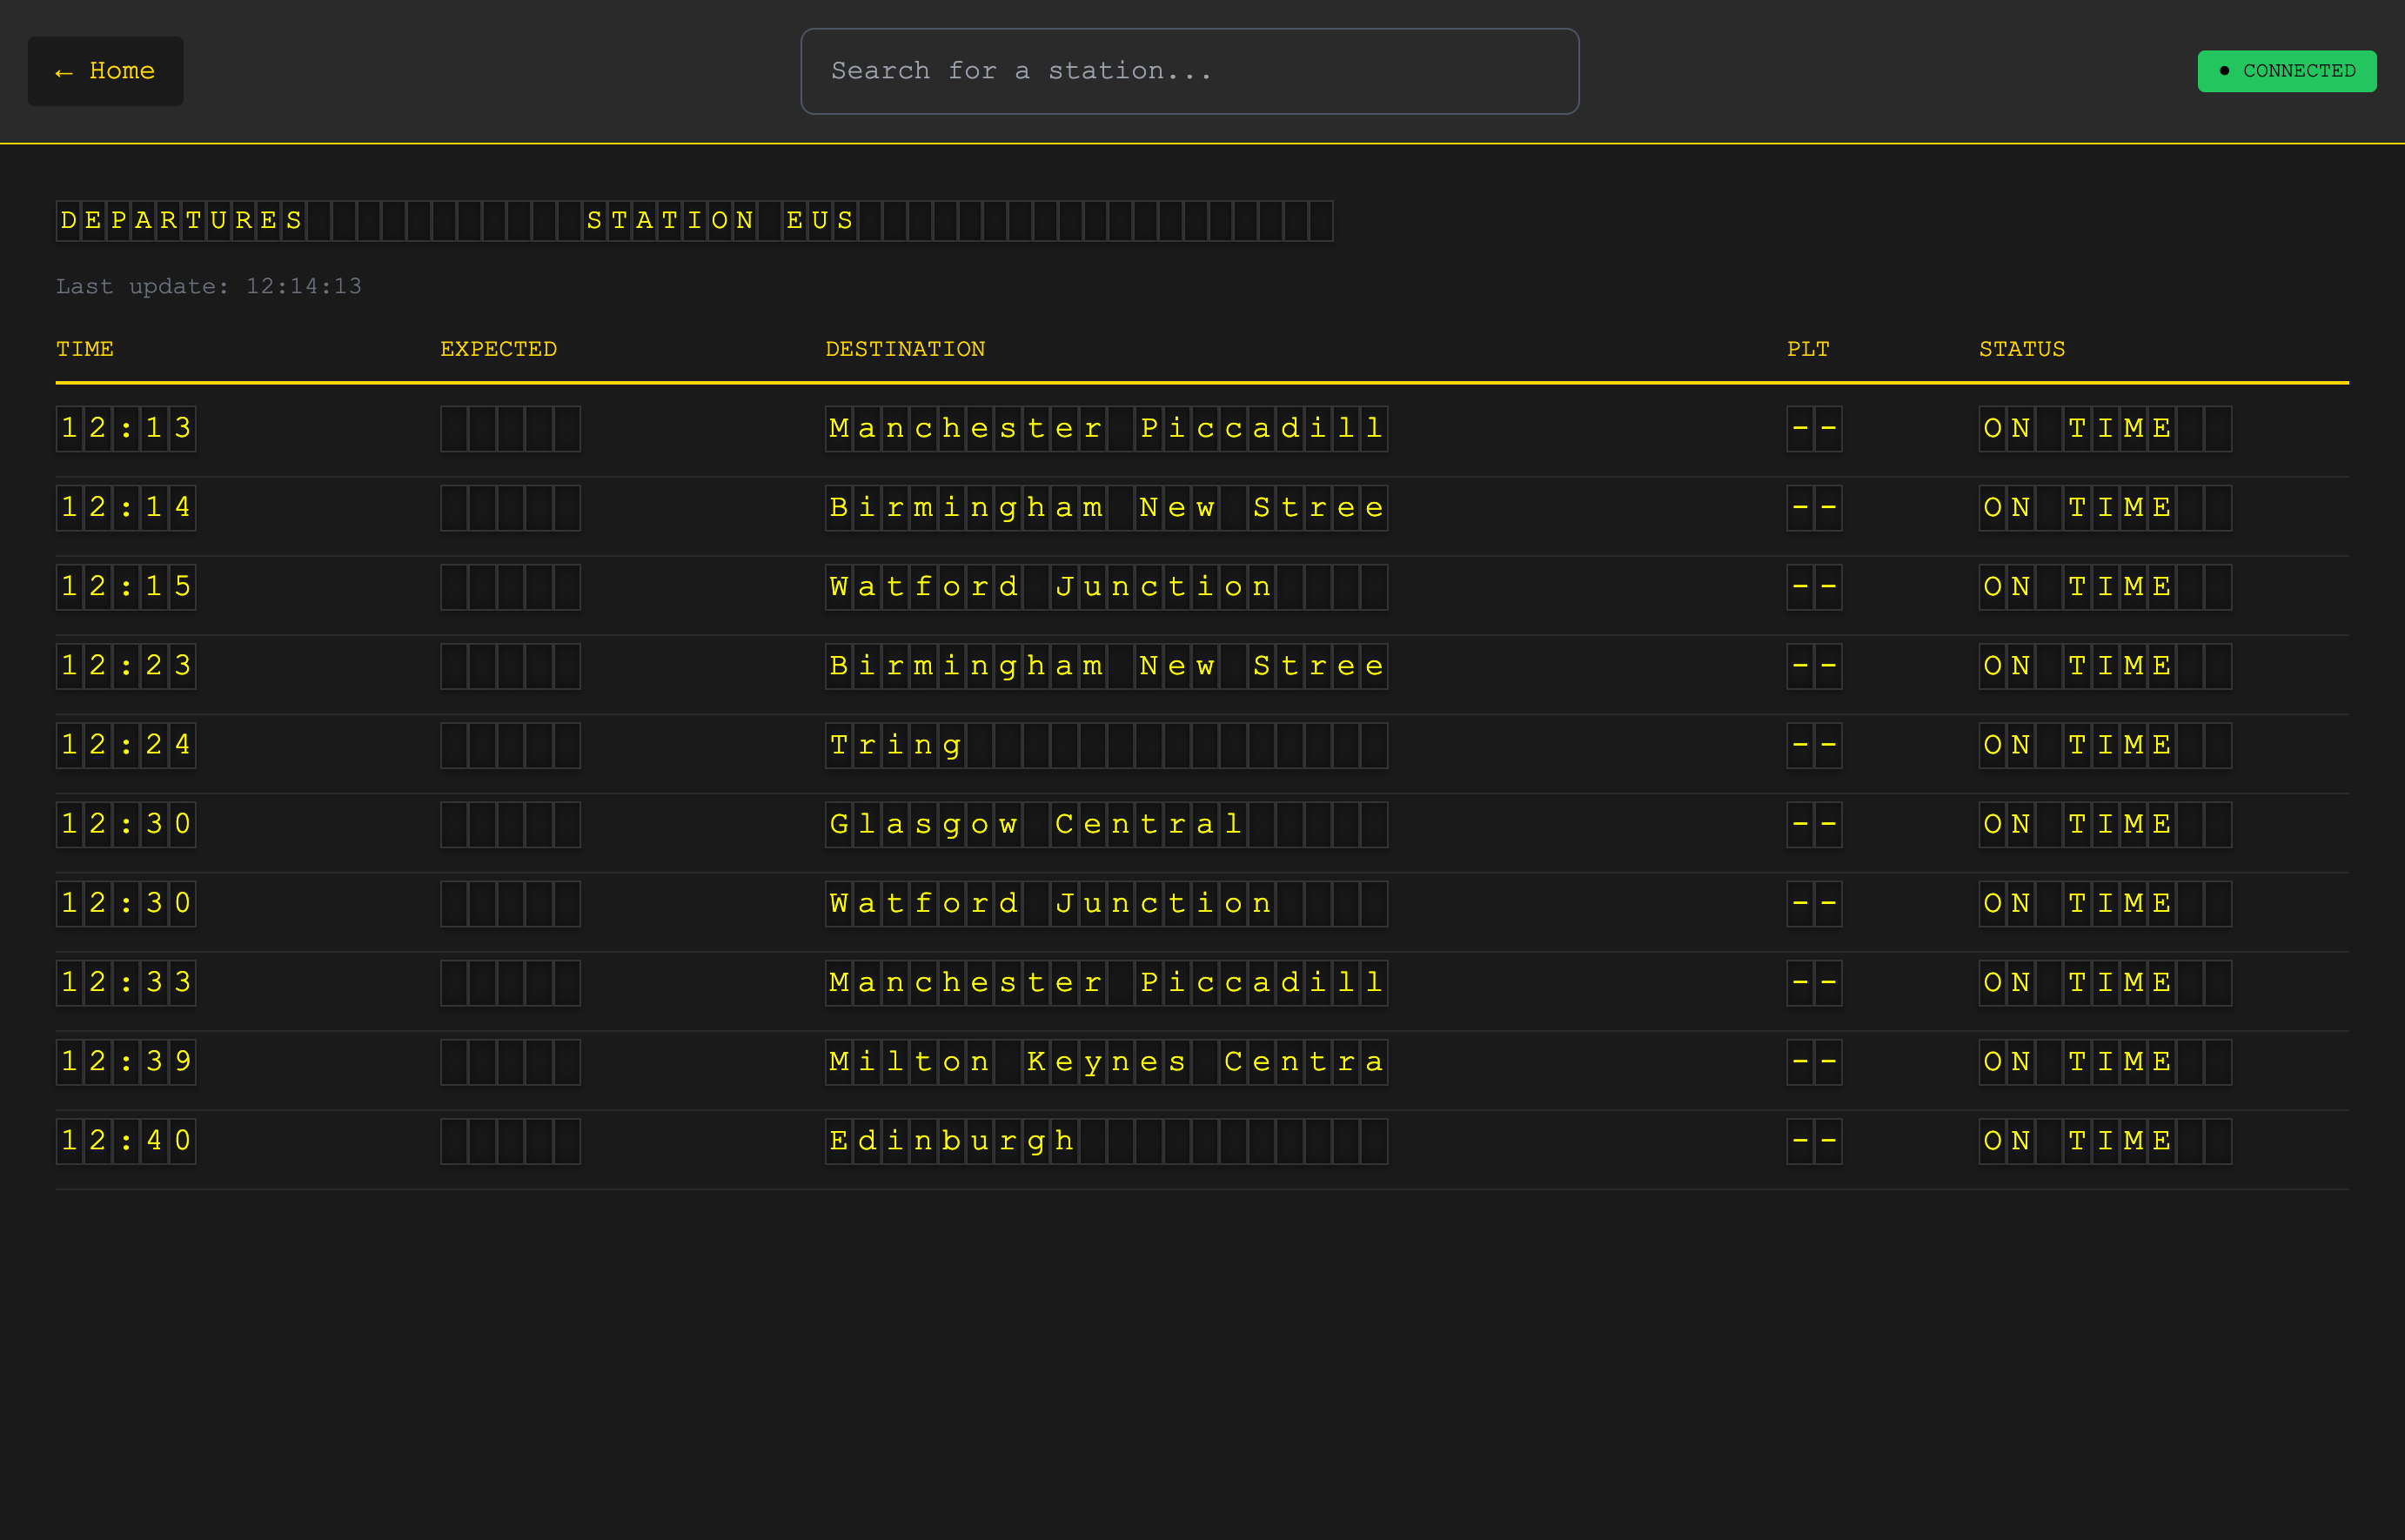 ← Home
Search for a station...
● CONNECTED
DEPARTURES           STATION EUS
Last update: 12:14:13
TIME EXPECTED DESTINATION PLT STATUS
12:13 Manchester Piccadill -- ON TIME
12:14 Birmingham New Stree -- ON TIME
12:15 Watford Junction -- ON TIME
12:23 Birmingham New Stree -- ON TIME
12:24 Tring -- ON TIME
12:30 Glasgow Central -- ON TIME
12:30 Watford Junction -- ON TIME
12:33 Manchester Piccadill -- ON TIME
12:39 Milton Keynes Centra -- ON TIME
12:40 Edinburgh -- ON TIME